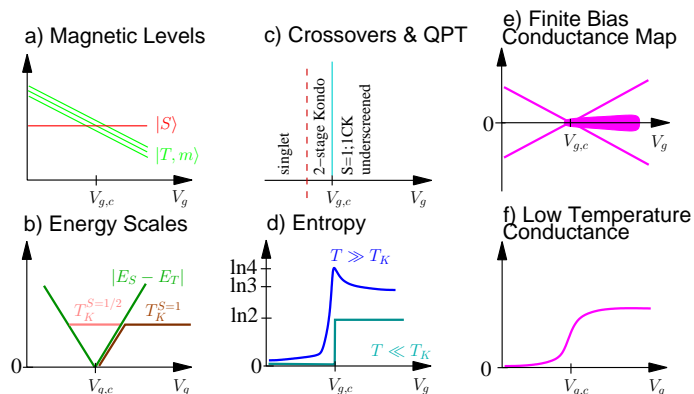 a) Magnetic Levels
|S⟩
|T, m⟩
V_{g,c}
V_g
b) Energy Scales
|E_S − E_T|
T_K^{S=1/2}
T_K^{S=1}
0
V_{g,c}
V_g
c) Crossovers & QPT
singlet
2−stage Kondo
S=1;1CK
underscreened
V_{g,c}
V_g
d) Entropy
T ≫ T_K
ln4
ln3
ln2
T ≪ T_K
0
V_{g,c}
V_g
e) Finite Bias
Conductance Map
0
V_{g,c}
V_g
f) Low Temperature
Conductance
0
V_{g,c}
V_g